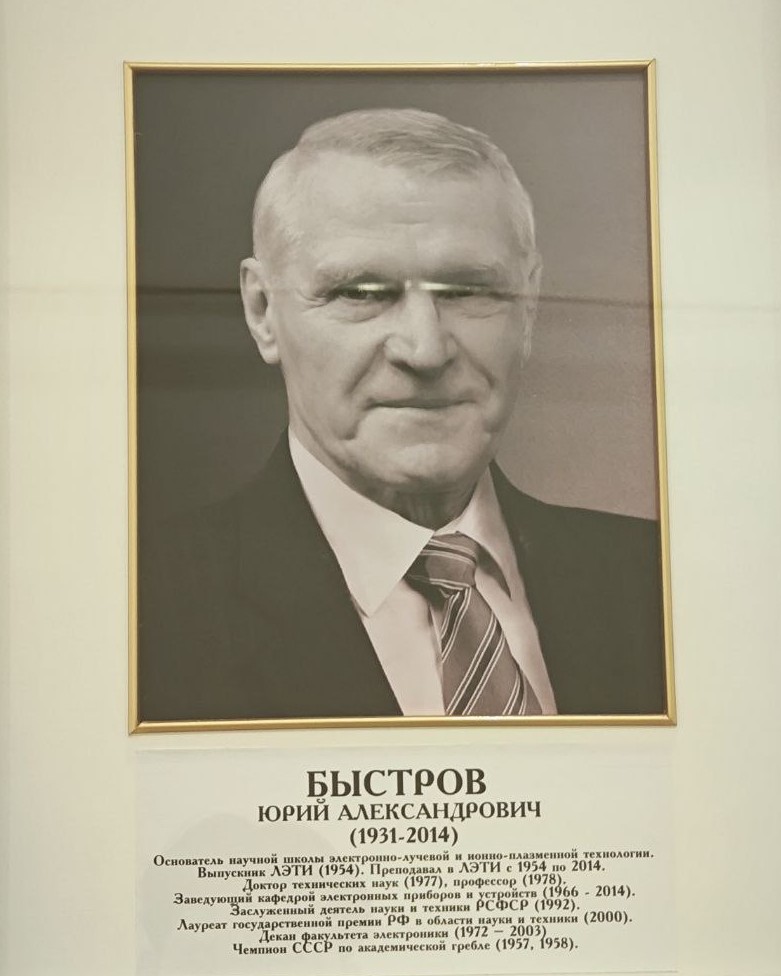 БЫСТРОВ
ЮРИЙ АЛЕКСАНДРОВИЧ
(1931-2014)
Основатель научной школы электронно-лучевой и ионно-плазменной технологии.
Выпускник ЛЭТИ (1954). Преподавал в ЛЭТИ с 1954 по 2014.
Доктор технических наук (1977), профессор (1978).
Заведующий кафедрой электронных приборов и устройств (1966 - 2014).
Заслуженный деятель науки и техники РСФСР (1992).
Лауреат государственной премии РФ в области науки и техники (2000).
Декан факультета электроники (1972 – 2003)
Чемпион СССР по академической гребле (1957, 1958).